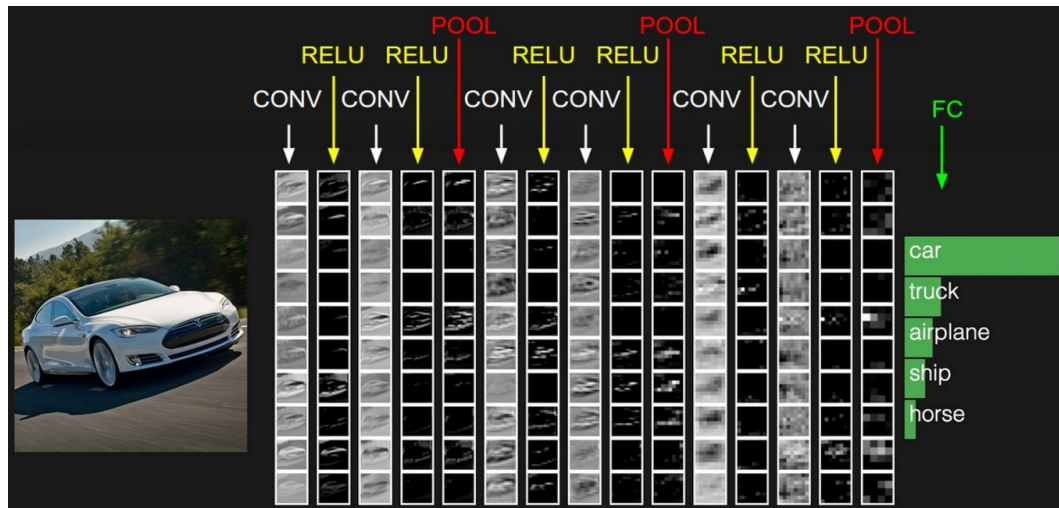 POOL POOL POOL
RELU RELU RELU RELU RELU RELU
CONV CONV CONV CONV CONV CONV
FC
car
truck
airplane
ship
horse